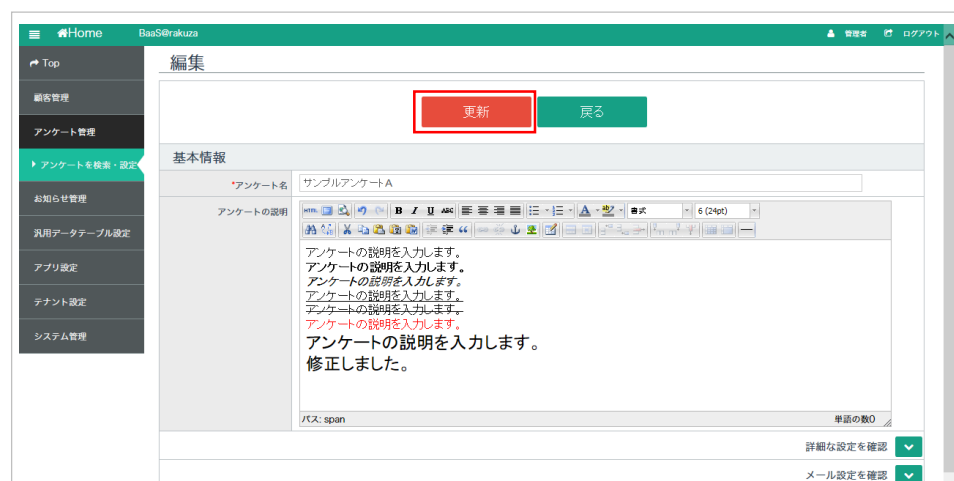 Home BaaS@rakuza 管理者 ログアウト
Top
顧客管理
アンケート管理
アンケートを検索・設定
お知らせ管理
汎用データテーブル設定
アプリ設定
テナント設定
システム管理
編集
更新 戻る
基本情報
*アンケート名 サンプルアンケートA
アンケートの説明
HTML B I U ABC A ab 書式 6 (24pt)
アンケートの説明を入力します。
アンケートの説明を入力します。
アンケートの説明を入力します。
アンケートの説明を入力します。
アンケートの説明を入力します。
アンケートの説明を入力します。
アンケートの説明を入力します。
修正しました。
パス: span 単語の数0
詳細な設定を確認
メール設定を確認